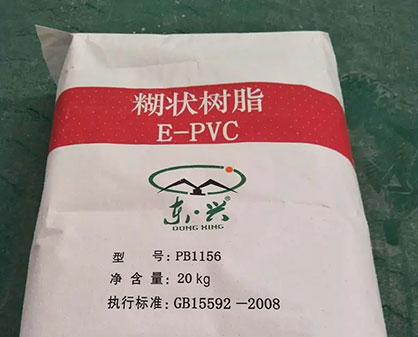 糊状树脂
E-PVC
东兴
DONG XING
型 号：PB1156
净 含 量：20kg
执行标准：GB15592—2008